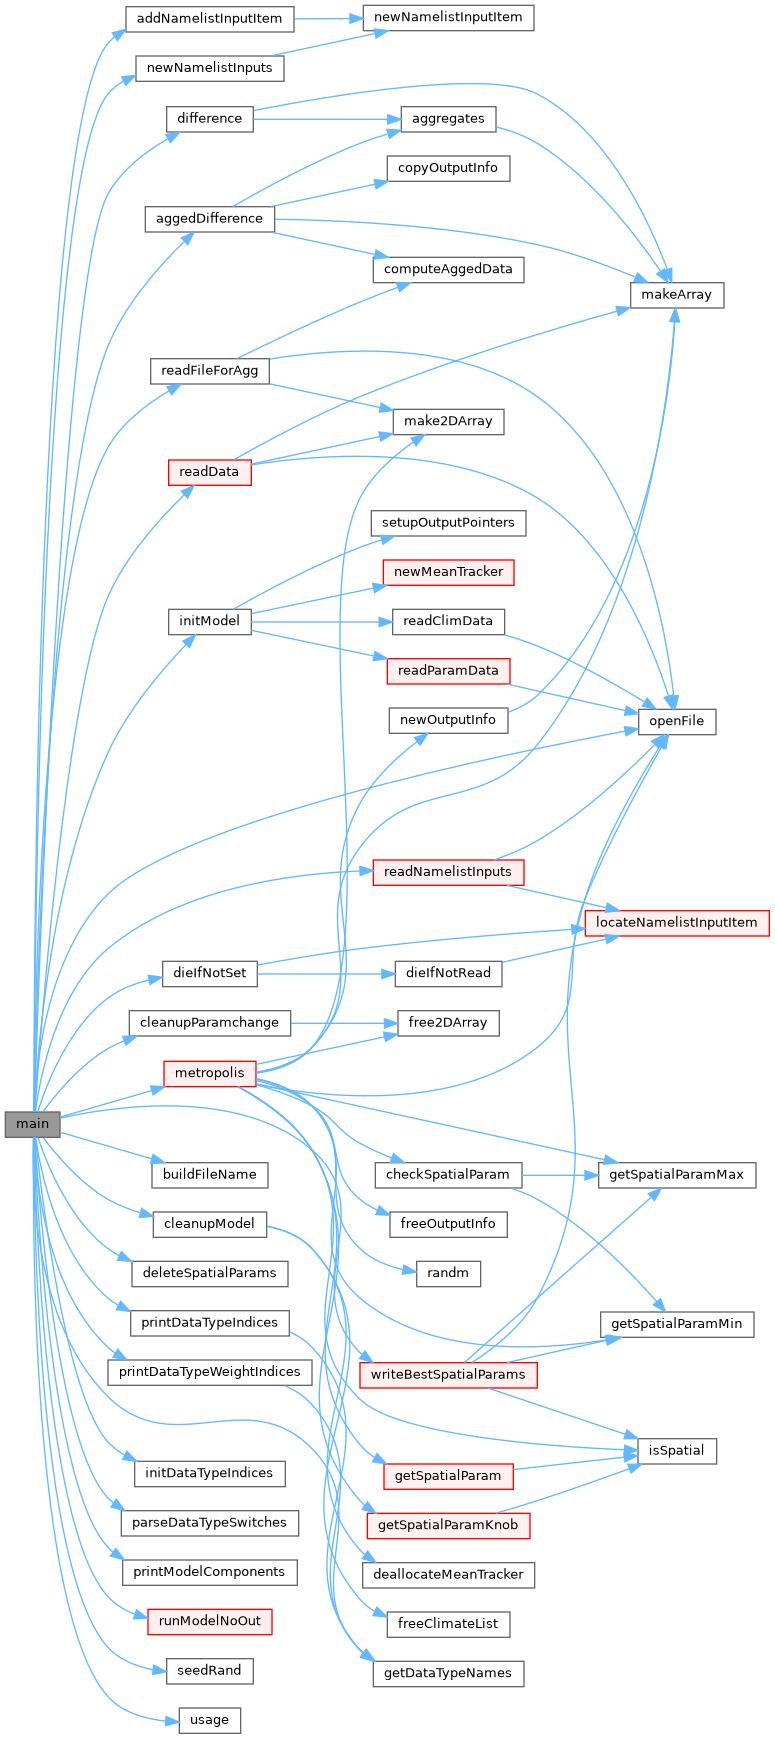 addNamelistInputItem
newNamelistInputItem
newNamelistInputs
difference
aggregates
copyOutputInfo
aggedDifference
computeAggedData
makeArray
readFileForAgg
make2DArray
readData
setupOutputPointers
newMeanTracker
initModel
readClimData
readParamData
newOutputInfo
openFile
readNamelistInputs
locateNamelistInputItem
dieIfNotSet
dieIfNotRead
cleanupParamchange
free2DArray
metropolis
main
buildFileName
checkSpatialParam
getSpatialParamMax
cleanupModel
freeOutputInfo
deleteSpatialParams
randm
printDataTypeIndices
getSpatialParamMin
printDataTypeWeightIndices
writeBestSpatialParams
isSpatial
initDataTypeIndices
getSpatialParam
parseDataTypeSwitches
getSpatialParamKnob
printModelComponents
deallocateMeanTracker
runModelNoOut
freeClimateList
seedRand
getDataTypeNames
usage